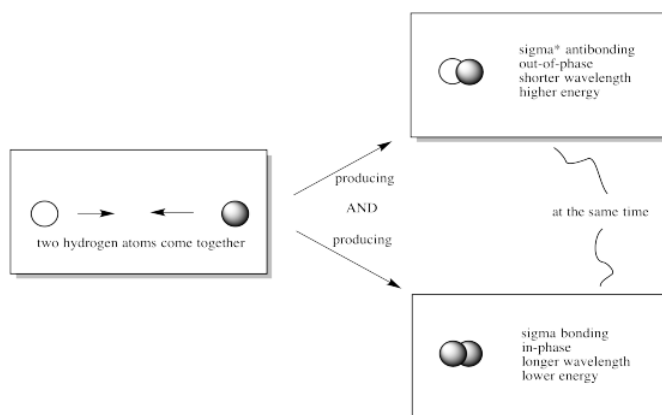 sigma* antibonding
out-of-phase
shorter wavelength
higher energy
two hydrogen atoms come together
producing
AND
producing
at the same time
sigma bonding
in-phase
longer wavelength
lower energy